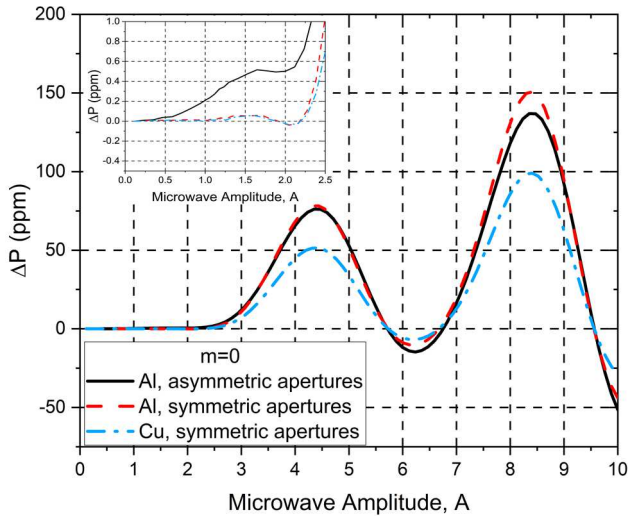 1.0
0.8
0.6
0.4
0.2
0.0
-0.2
-0.4
ΔP (ppm)
0.0 0.5 1.0 1.5 2.0 2.5
Microwave Amplitude, A
200
150
100
50
0
-50
ΔP (ppm)
m=0
Al, asymmetric apertures
Al, symmetric apertures
Cu, symmetric apertures
0 1 2 3 4 5 6 7 8 9 10
Microwave Amplitude, A